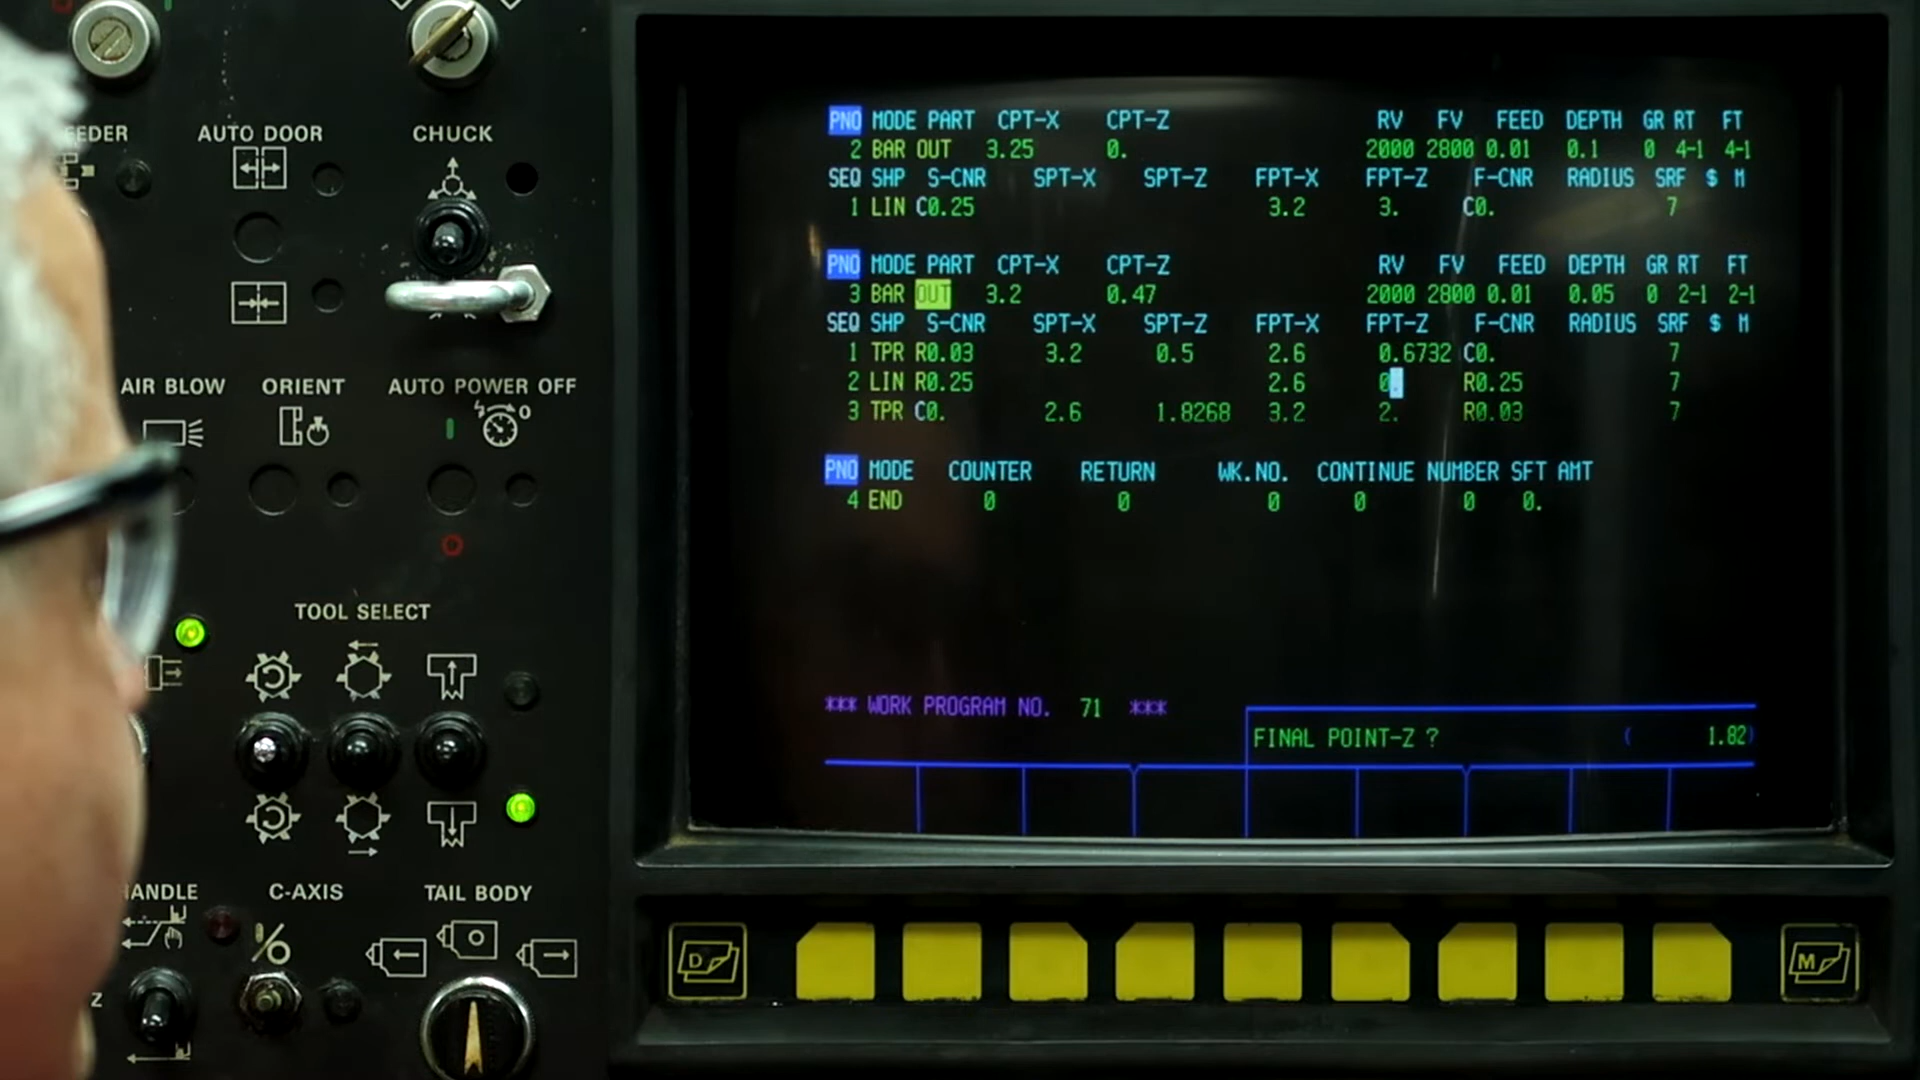 EEDER AUTO DOOR CHUCK
AIR BLOW ORIENT AUTO POWER OFF
TOOL SELECT
HANDLE C-AXIS TAIL BODY
Z
PNO MODE PART CPT-X CPT-Z RV FV FEED DEPTH GR RT FT
2 BAR OUT 3.25 0. 2000 2800 0.01 0.1 0 4-1 4-1
SEQ SHP S-CNR SPT-X SPT-Z FPT-X FPT-Z F-CNR RADIUS SRF $ M
1 LIN C0.25 3.2 3. C0. 7
PNO MODE PART CPT-X CPT-Z RV FV FEED DEPTH GR RT FT
3 BAR OUT 3.2 0.47 2000 2800 0.01 0.05 0 2-1 2-1
SEQ SHP S-CNR SPT-X SPT-Z FPT-X FPT-Z F-CNR RADIUS SRF $ M
1 TPR R0.03 3.2 0.5 2.6 0.6732 C0. 7
2 LIN R0.25 2.6 0. R0.25 7
3 TPR C0. 2.6 1.8268 3.2 2. R0.03 7
PNO MODE COUNTER RETURN WK.NO. CONTINUE NUMBER SFT AMT
4 END 0 0 0 0 0 0.
*** WORK PROGRAM NO. 71 ***
FINAL POINT-Z ? ( 1.82)
D M